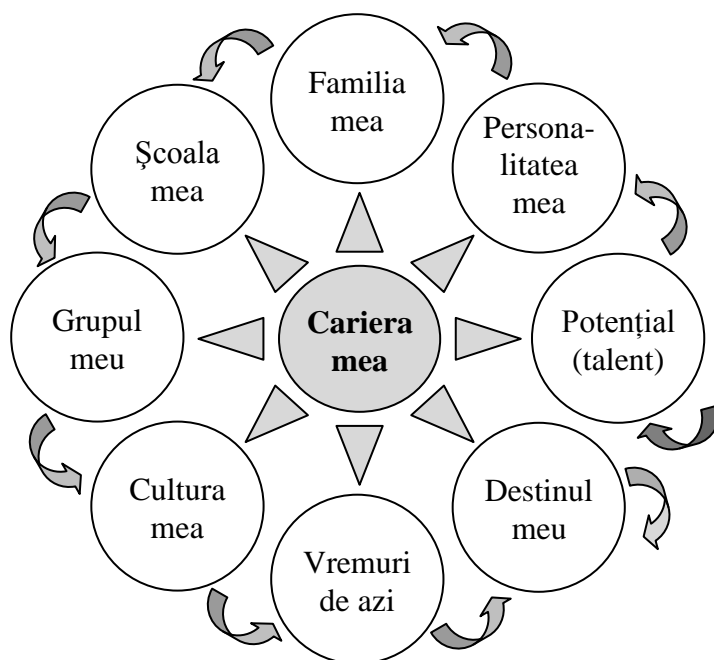 Familia
mea
Persona-
litatea
mea
Potențial
(talent)
Destinul
meu
Vremuri
de azi
Cultura
mea
Grupul
meu
Şcoala
mea
Cariera
mea